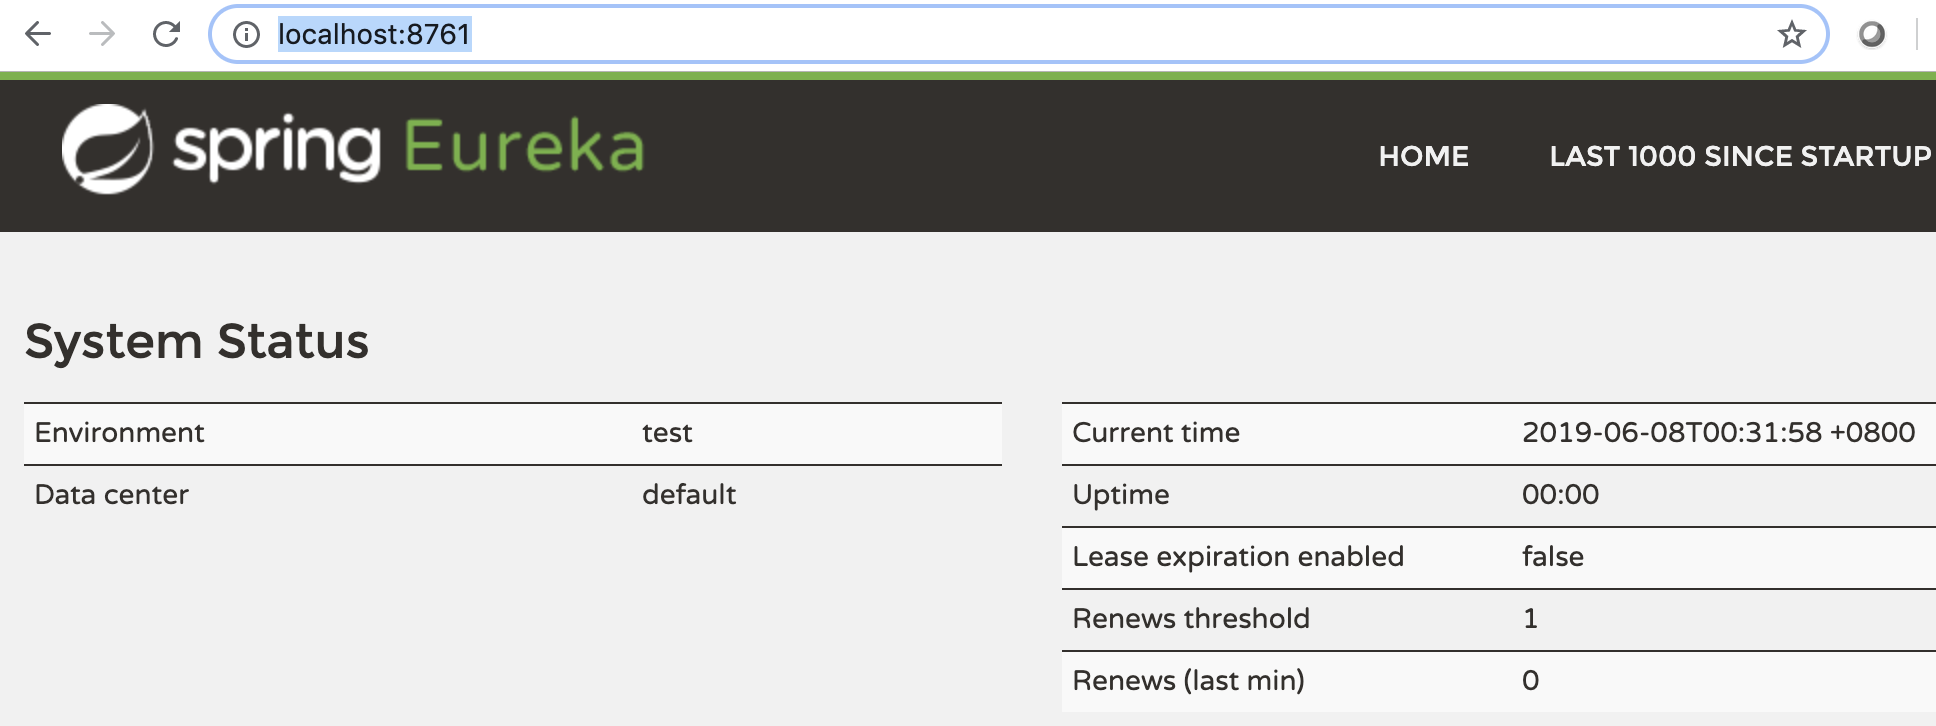 localhost:8761
spring Eureka
HOME LAST 1000 SINCE STARTUP
System Status
Environment test
Data center default
Current time 2019-06-08T00:31:58 +0800
Uptime 00:00
Lease expiration enabled false
Renews threshold 1
Renews (last min) 0